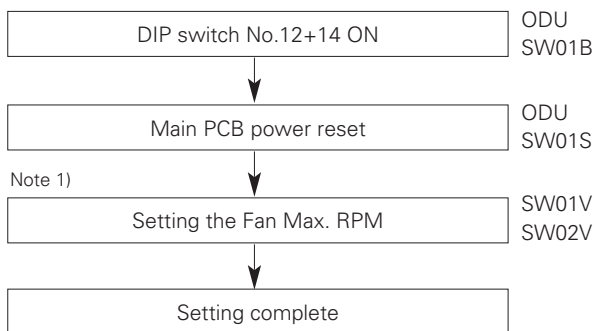 DIP switch No.12+14 ON
ODU
SW01B
Main PCB power reset
ODU
SW01S
Note 1)
Setting the Fan Max. RPM
SW01V
SW02V
Setting complete